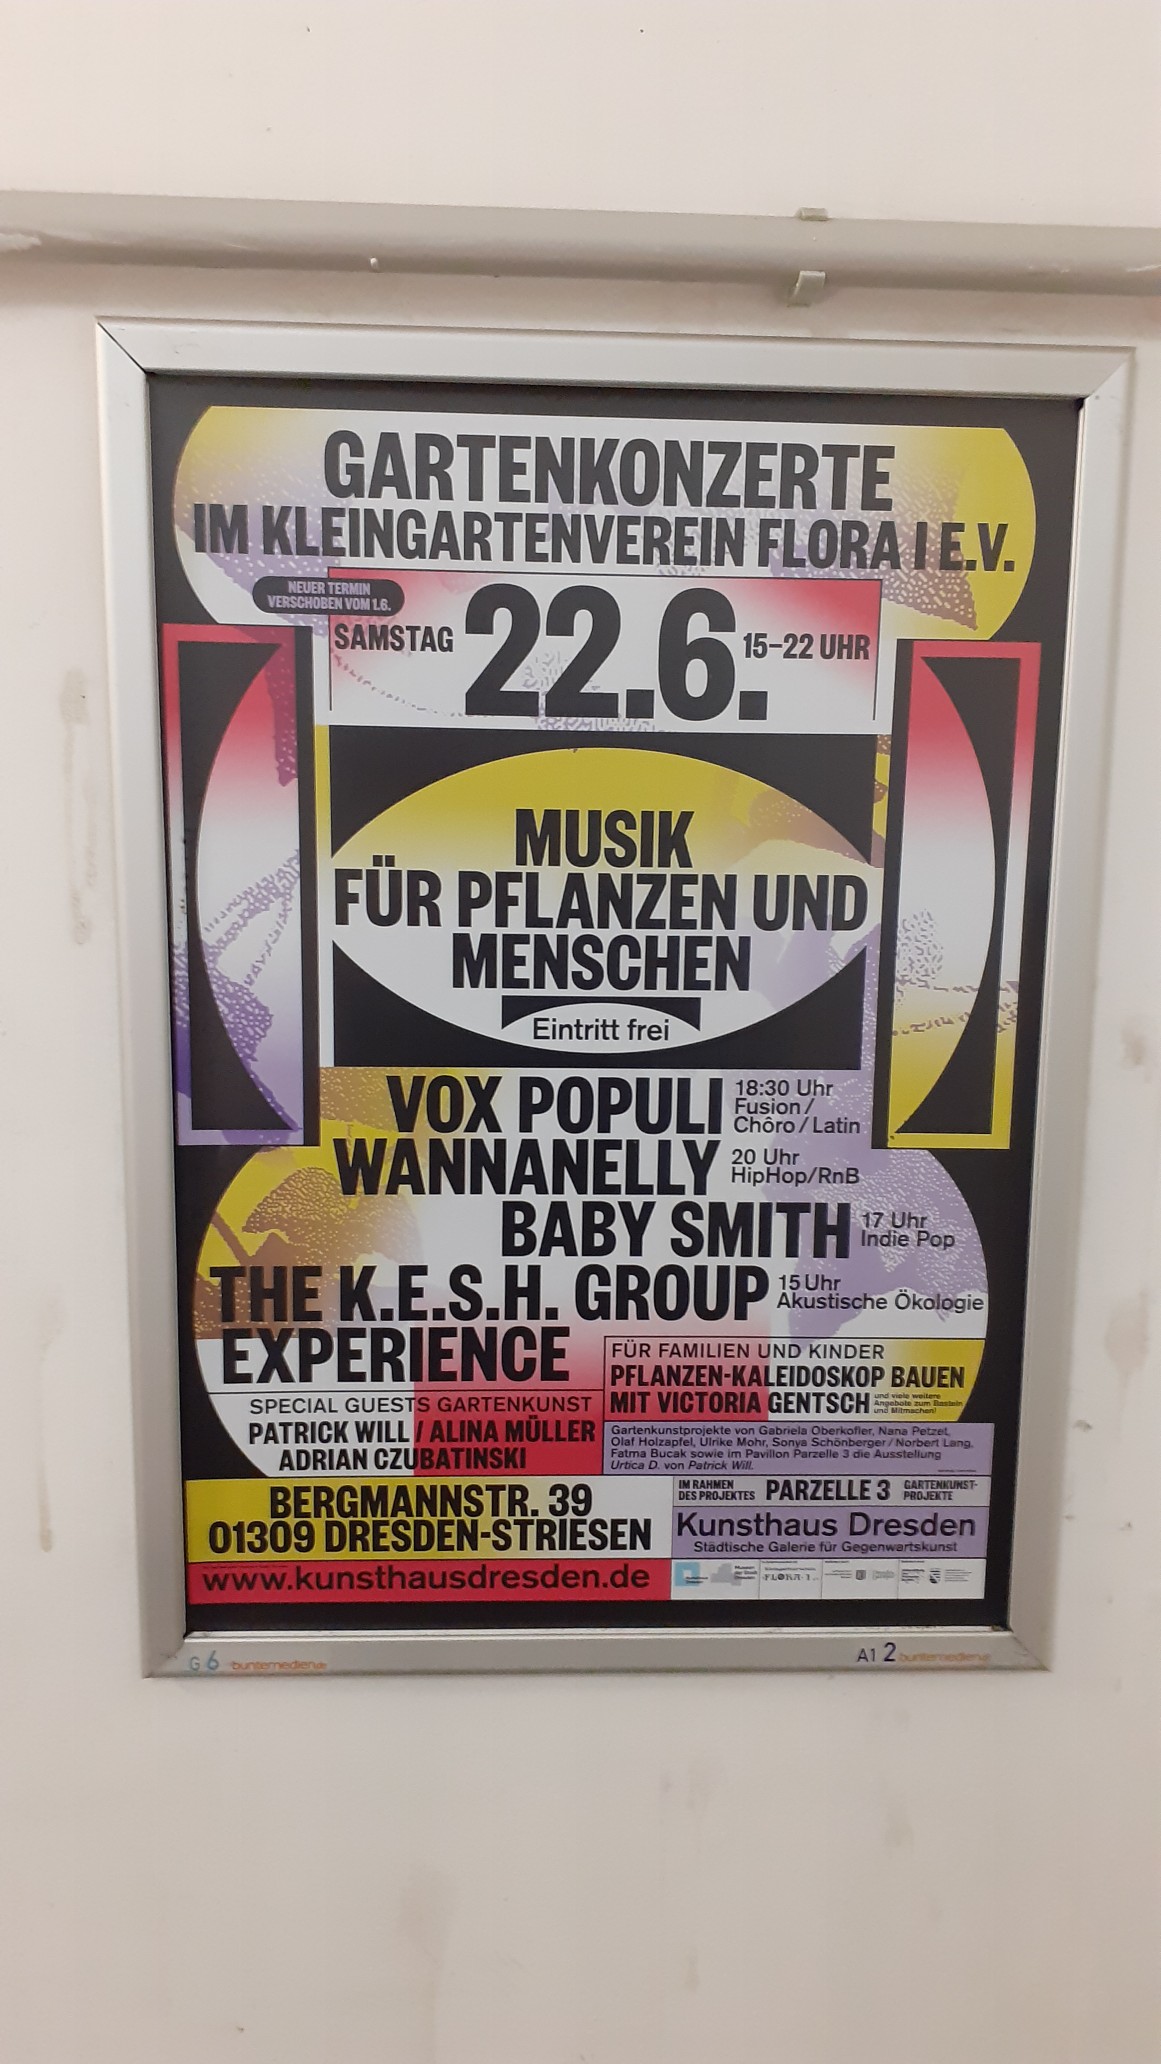 GARTENKONZERTE
IM KLEINGARTENVEREIN FLORA I E.V.
NEUER TERMIN
VERSCHOBEN VOM 1.6.
SAMSTAG 22.6. 15–22 UHR
MUSIK
FÜR PFLANZEN UND
MENSCHEN
Eintritt frei
VOX POPULI
18:30 Uhr
Fusion /
Chôro / Latin
WANNANELLY
20 Uhr
HipHop/RnB
BABY SMITH
17 Uhr
Indie Pop
THE K.E.S.H. GROUP
EXPERIENCE
15 Uhr
Akustische Ökologie
SPECIAL GUESTS GARTENKUNST
PATRICK WILL / ALINA MÜLLER
ADRIAN CZUBATINSKI
FÜR FAMILIEN UND KINDER
PFLANZEN-KALEIDOSKOP BAUEN
MIT VICTORIA GENTSCH
und viele weitere
Angebote zum Basteln
und Mitmachen!
Gartenkunstprojekte von Gabriela Oberkofler, Nana Petzet,
Olaf Holzapfel, Ulrike Mohr, Sonya Schönberger / Norbert Lang,
Fatma Bucak sowie im Pavillon Parzelle 3 die Ausstellung
Urtica D. von Patrick Will.
BERGMANNSTR. 39
01309 DRESDEN-STRIESEN
www.kunsthausdresden.de
IM RAHMEN
DES PROJEKTES
PARZELLE 3
GARTENKUNST-
PROJEKTE
Kunsthaus Dresden
Städtische Galerie für Gegenwartskunst
FLORA I
G 6 buntemedien.de
A1 2 buntemedien.de